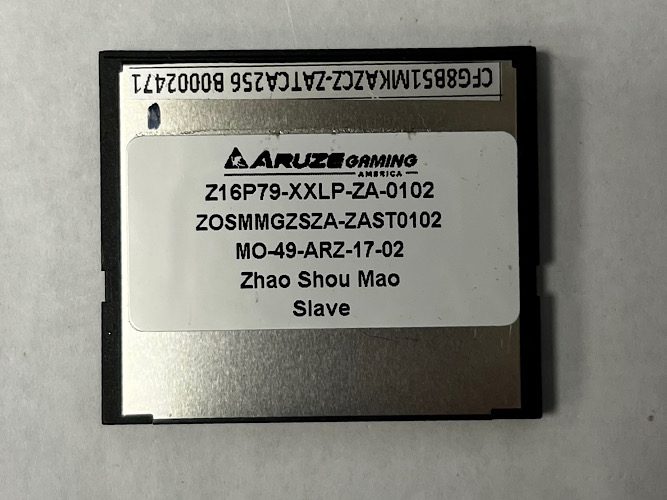 CFG8B51MKAZCZ-ZATCA256 B0002471
ARUZE GAMING
AMERICA
Z16P79-XXLP-ZA-0102
ZOSMMGZSZA-ZAST0102
MO-49-ARZ-17-02
Zhao Shou Mao
Slave